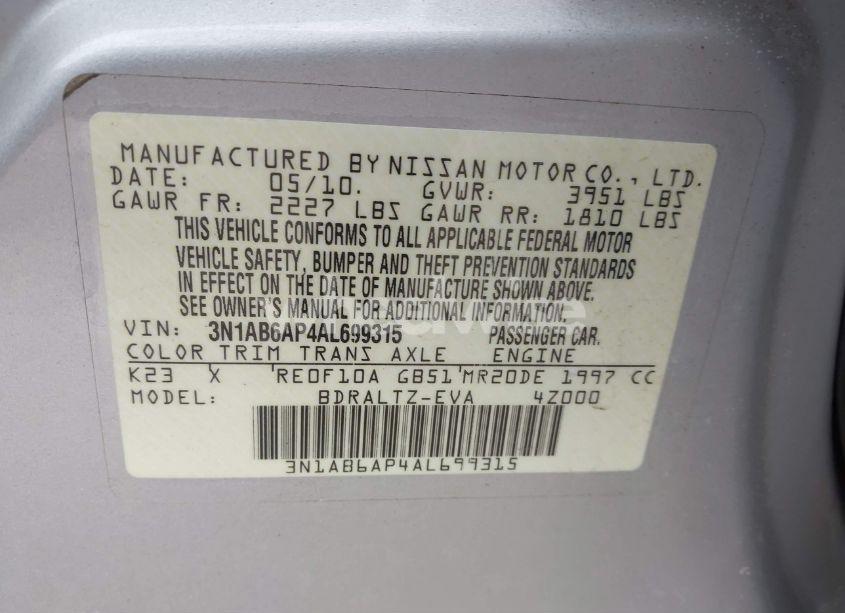 MANUFACTURED BY NISSAN MOTOR CO., LTD.
DATE: 05/10. GVWR: 3951 LBS
GAWR FR: 2227 LBS GAWR RR: 1810 LBS
THIS VEHICLE CONFORMS TO ALL APPLICABLE FEDERAL MOTOR
VEHICLE SAFETY, BUMPER AND THEFT PREVENTION STANDARDS
IN EFFECT ON THE DATE OF MANUFACTURE SHOWN ABOVE.
SEE OWNER'S MANUAL FOR ADDITIONAL INFORMATION.
VIN: 3N1AB6AP4AL699315 PASSENGER CAR.
COLOR TRIM TRANS AXLE ENGINE
K23 X RE0F10A GB51 MR20DE 1997 CC
MODEL: BDRALTZ-EVA 4Z000
3N1AB6AP4AL699315